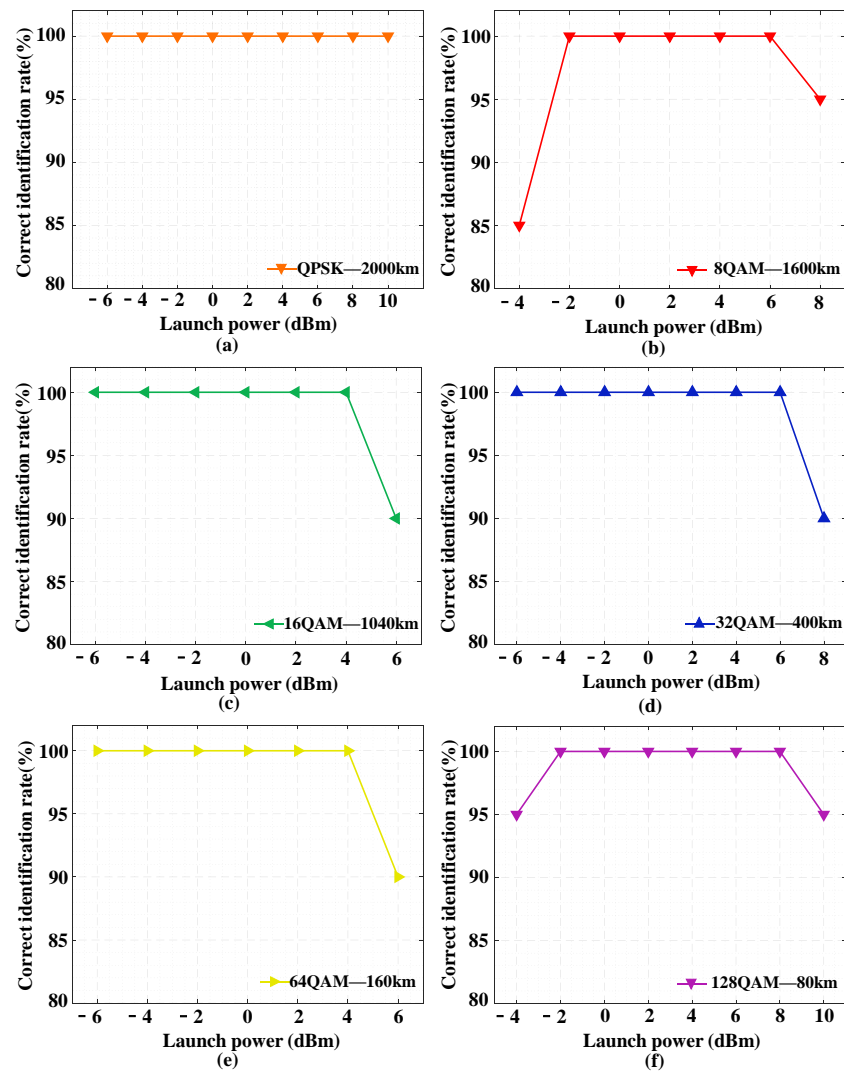 Correct identification rate(%)
100
95
90
85
80
QPSK—2000km
- 6 - 4 - 2 0 2 4 6 8 10
Launch power (dBm)
(a)
Correct identification rate(%)
100
95
90
85
80
8QAM—1600km
- 4 - 2 0 2 4 6 8
Launch power (dBm)
(b)
Correct identification rate(%)
100
95
90
85
80
16QAM—1040km
- 6 - 4 - 2 0 2 4 6
Launch power (dBm)
(c)
Correct identification rate(%)
100
95
90
85
80
32QAM—400km
- 6 - 4 - 2 0 2 4 6 8
Launch power (dBm)
(d)
Correct identification rate(%)
100
95
90
85
80
64QAM—160km
- 6 - 4 - 2 0 2 4 6
Launch power (dBm)
(e)
Correct identification rate(%)
100
95
90
85
80
128QAM—80km
- 4 - 2 0 2 4 6 8 10
Launch power (dBm)
(f)